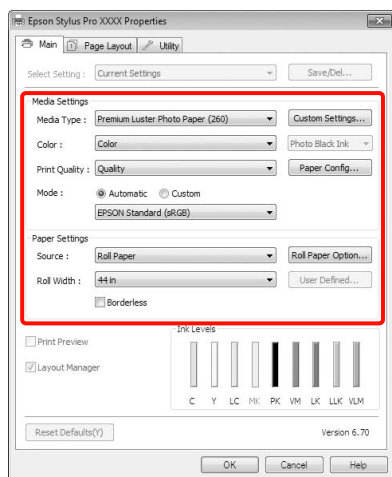 Epson Stylus Pro XXXX Properties
Main Page Layout Utility
Select Setting : Current Settings Save/Del...
Media Settings
Media Type : Premium Luster Photo Paper (260) Custom Settings...
Color : Color Photo Black Ink
Print Quality : Quality Paper Config...
Mode : Automatic Custom
EPSON Standard (sRGB)
Paper Settings
Source : Roll Paper Roll Paper Option...
Roll Width : 44 in User Defined...
Borderless
Print Preview
Layout Manager
Ink Levels
C Y LC MK PK VM LK LLK VLM
Reset Defaults(Y) Version 6.70
OK Cancel Help